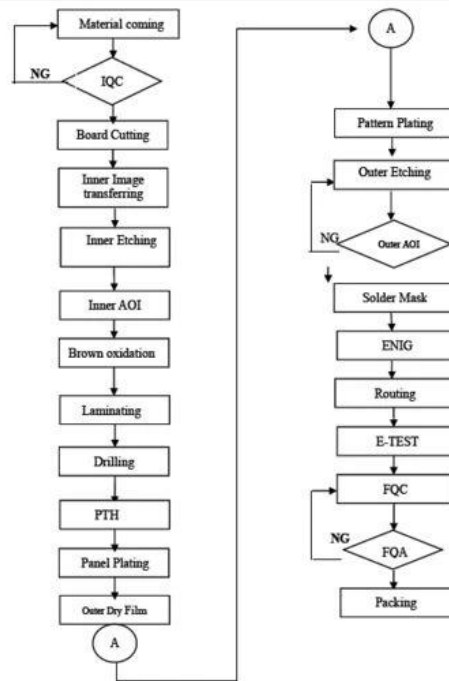 Material coming
NG
IQC
Board Cutting
Inner Image
transferring
Inner Etching
Inner AOI
Brown oxidation
Laminating
Drilling
PTH
Panel Plating
Outer Dry Film
A
A
Pattern Plating
Outer Etching
NG
Outer AOI
Solder Mask
ENIG
Routing
E-TEST
FQC
NG
FQA
Packing